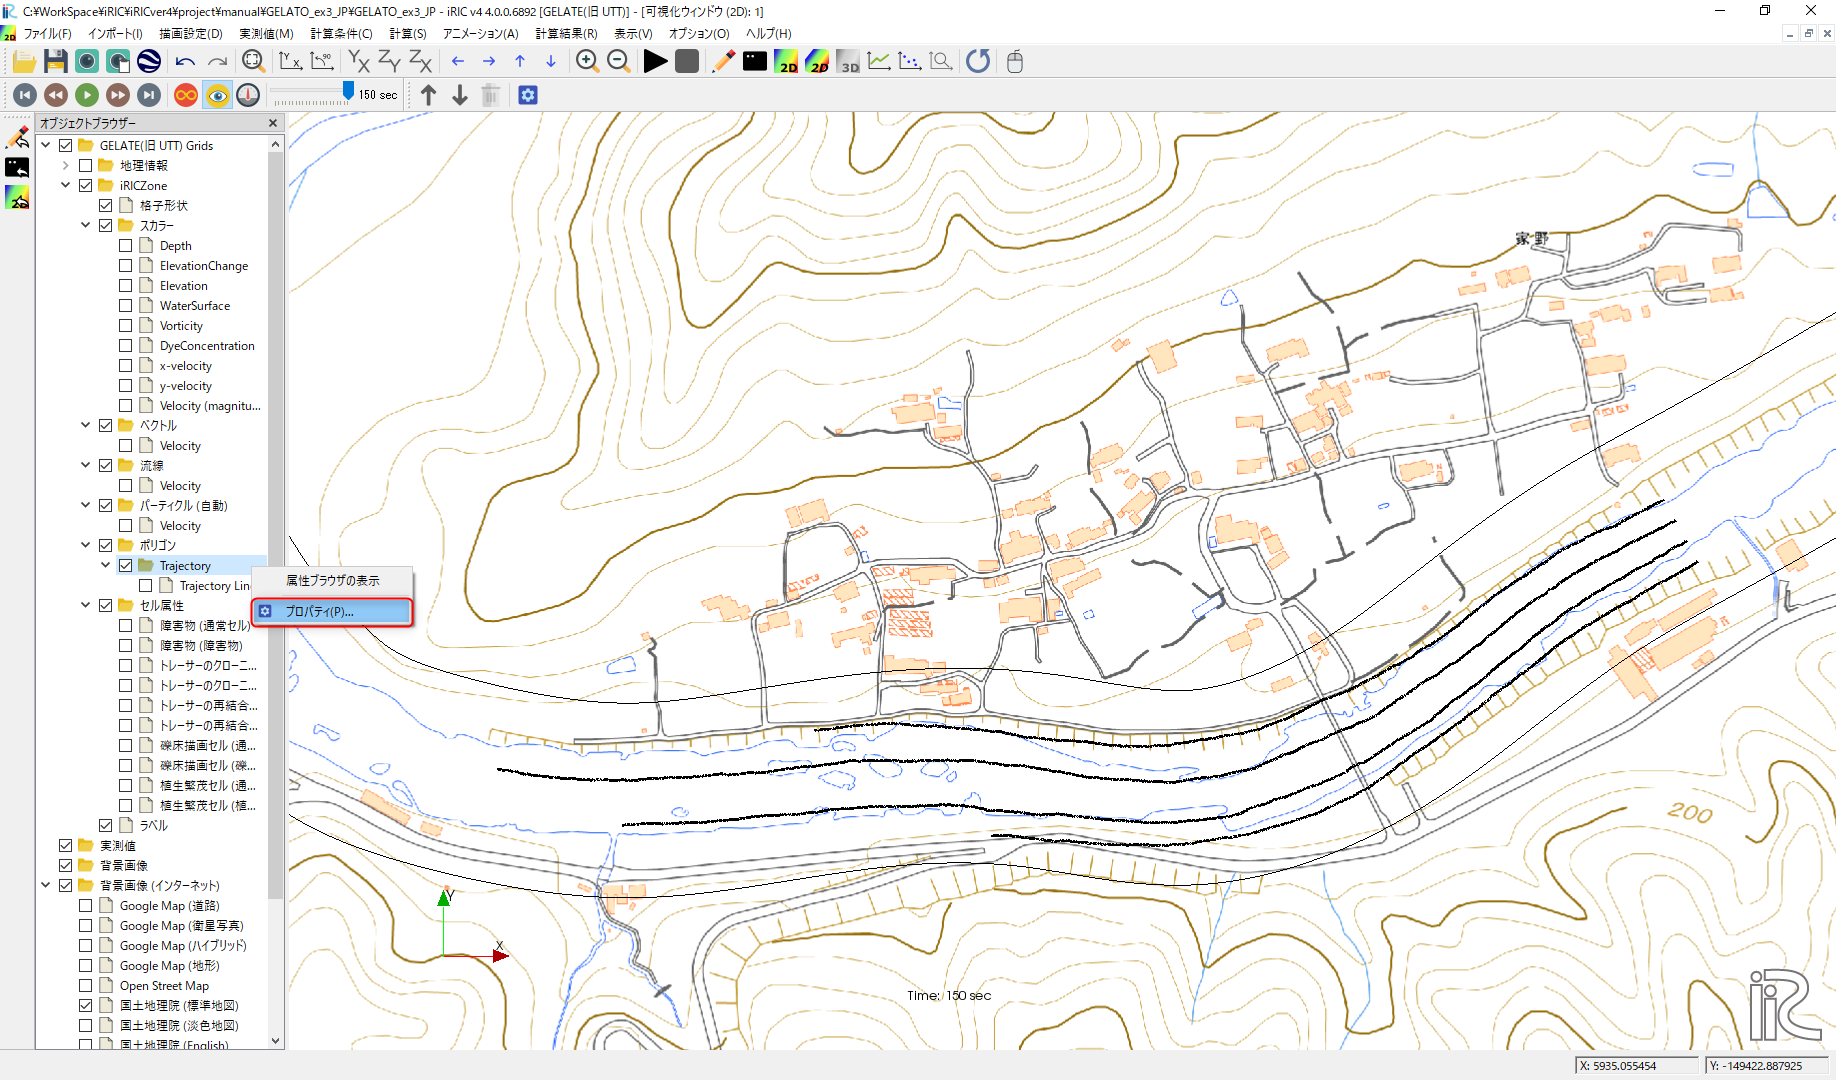 C:¥WorkSpace¥iRIC¥iRICver4¥project¥manual¥GELATO_ex3_JP¥GELATO_ex3_JP - iRIC v4 4.0.0.6892 [GELATE(旧 UTT)] - [可視化ウィンドウ (2D): 1]
ファイル(F) インポート(I) 描画設定(D) 実測値(M) 計算条件(C) 計算(S) アニメーション(A) 計算結果(R) 表示(V) オプション(O) ヘルプ(H)
150 sec
オブジェクトブラウザー
GELATE(旧 UTT) Grids
地理情報
iRICZone
格子形状
スカラー
Depth
ElevationChange
Elevation
WaterSurface
Vorticity
DyeConcentration
x-velocity
y-velocity
Velocity (magnitu...
ベクトル
Velocity
流線
Velocity
パーティクル (自動)
Velocity
ポリゴン
Trajectory
属性ブラウザの表示
Trajectory Lin
セル属性
プロパティ(P)...
障害物 (通常セル)
障害物 (障害物)
トレーサーのクローニ...
トレーサーのクローニ...
トレーサーの再結合...
トレーサーの再結合...
礫床描画セル (通...
礫床描画セル (礫...
植生繁茂セル (通...
植生繁茂セル (植...
ラベル
実測値
背景画像
背景画像 (インターネット)
Google Map (道路)
Google Map (衛星写真)
Google Map (ハイブリッド)
Google Map (地形)
Open Street Map
国土地理院 (標準地図)
国土地理院 (淡色地図)
国土地理院 (English)
家野
200
Y
X
Time: 150 sec
iRIC
X: 5935.055454
Y: -149422.887925